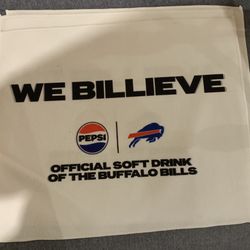 WE BILLIEVE
PEPSI
OFFICIAL SOFT DRINK
OF THE BUFFALO BILLS